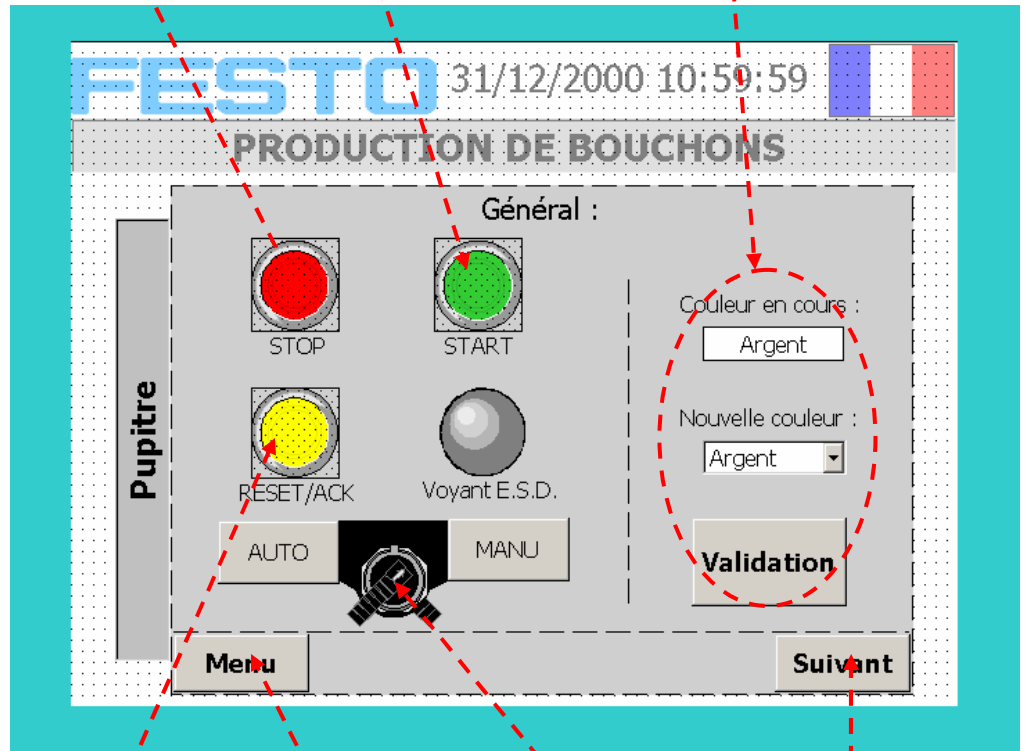 FESTO 31/12/2000 10:59:59
PRODUCTION DE BOUCHONS
Pupitre
Général :
STOP
START
RESET/ACK
Voyant E.S.D.
AUTO
MANU
Couleur en cours :
Argent
Nouvelle couleur :
Argent
Validation
Menu
Suivant